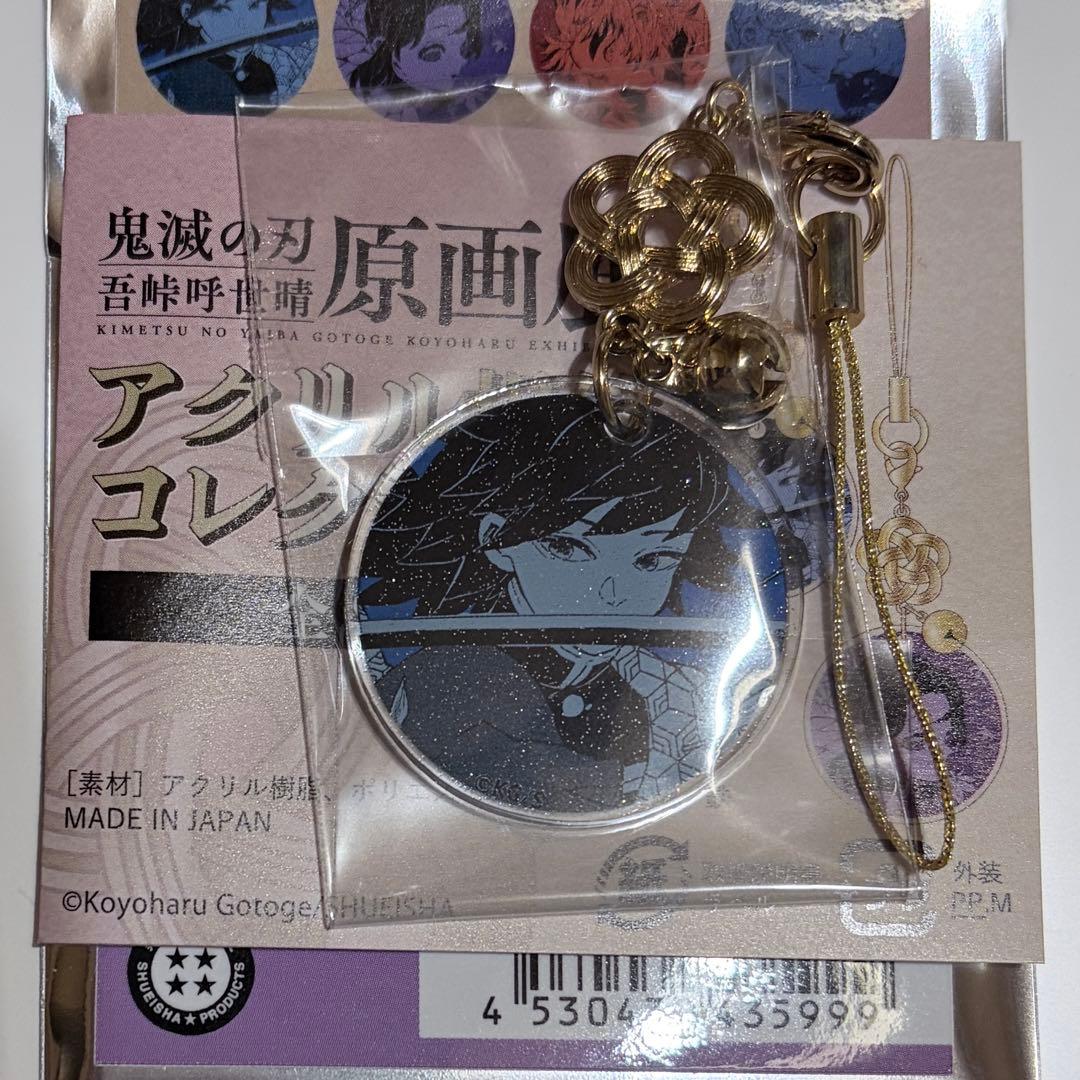 鬼滅の刃
吾峠呼世晴
原画
KIMETSU NO YAIBA GOTOGE KOYOHARU EXHI
アクリル
コレク
[素材] アクリル樹脂、ポリエ
MADE IN JAPAN
©Koyoharu Gotoge/SHUEISHA
外装
PP,M
SHUEISHA★PRODUCTS
4 53047 435999